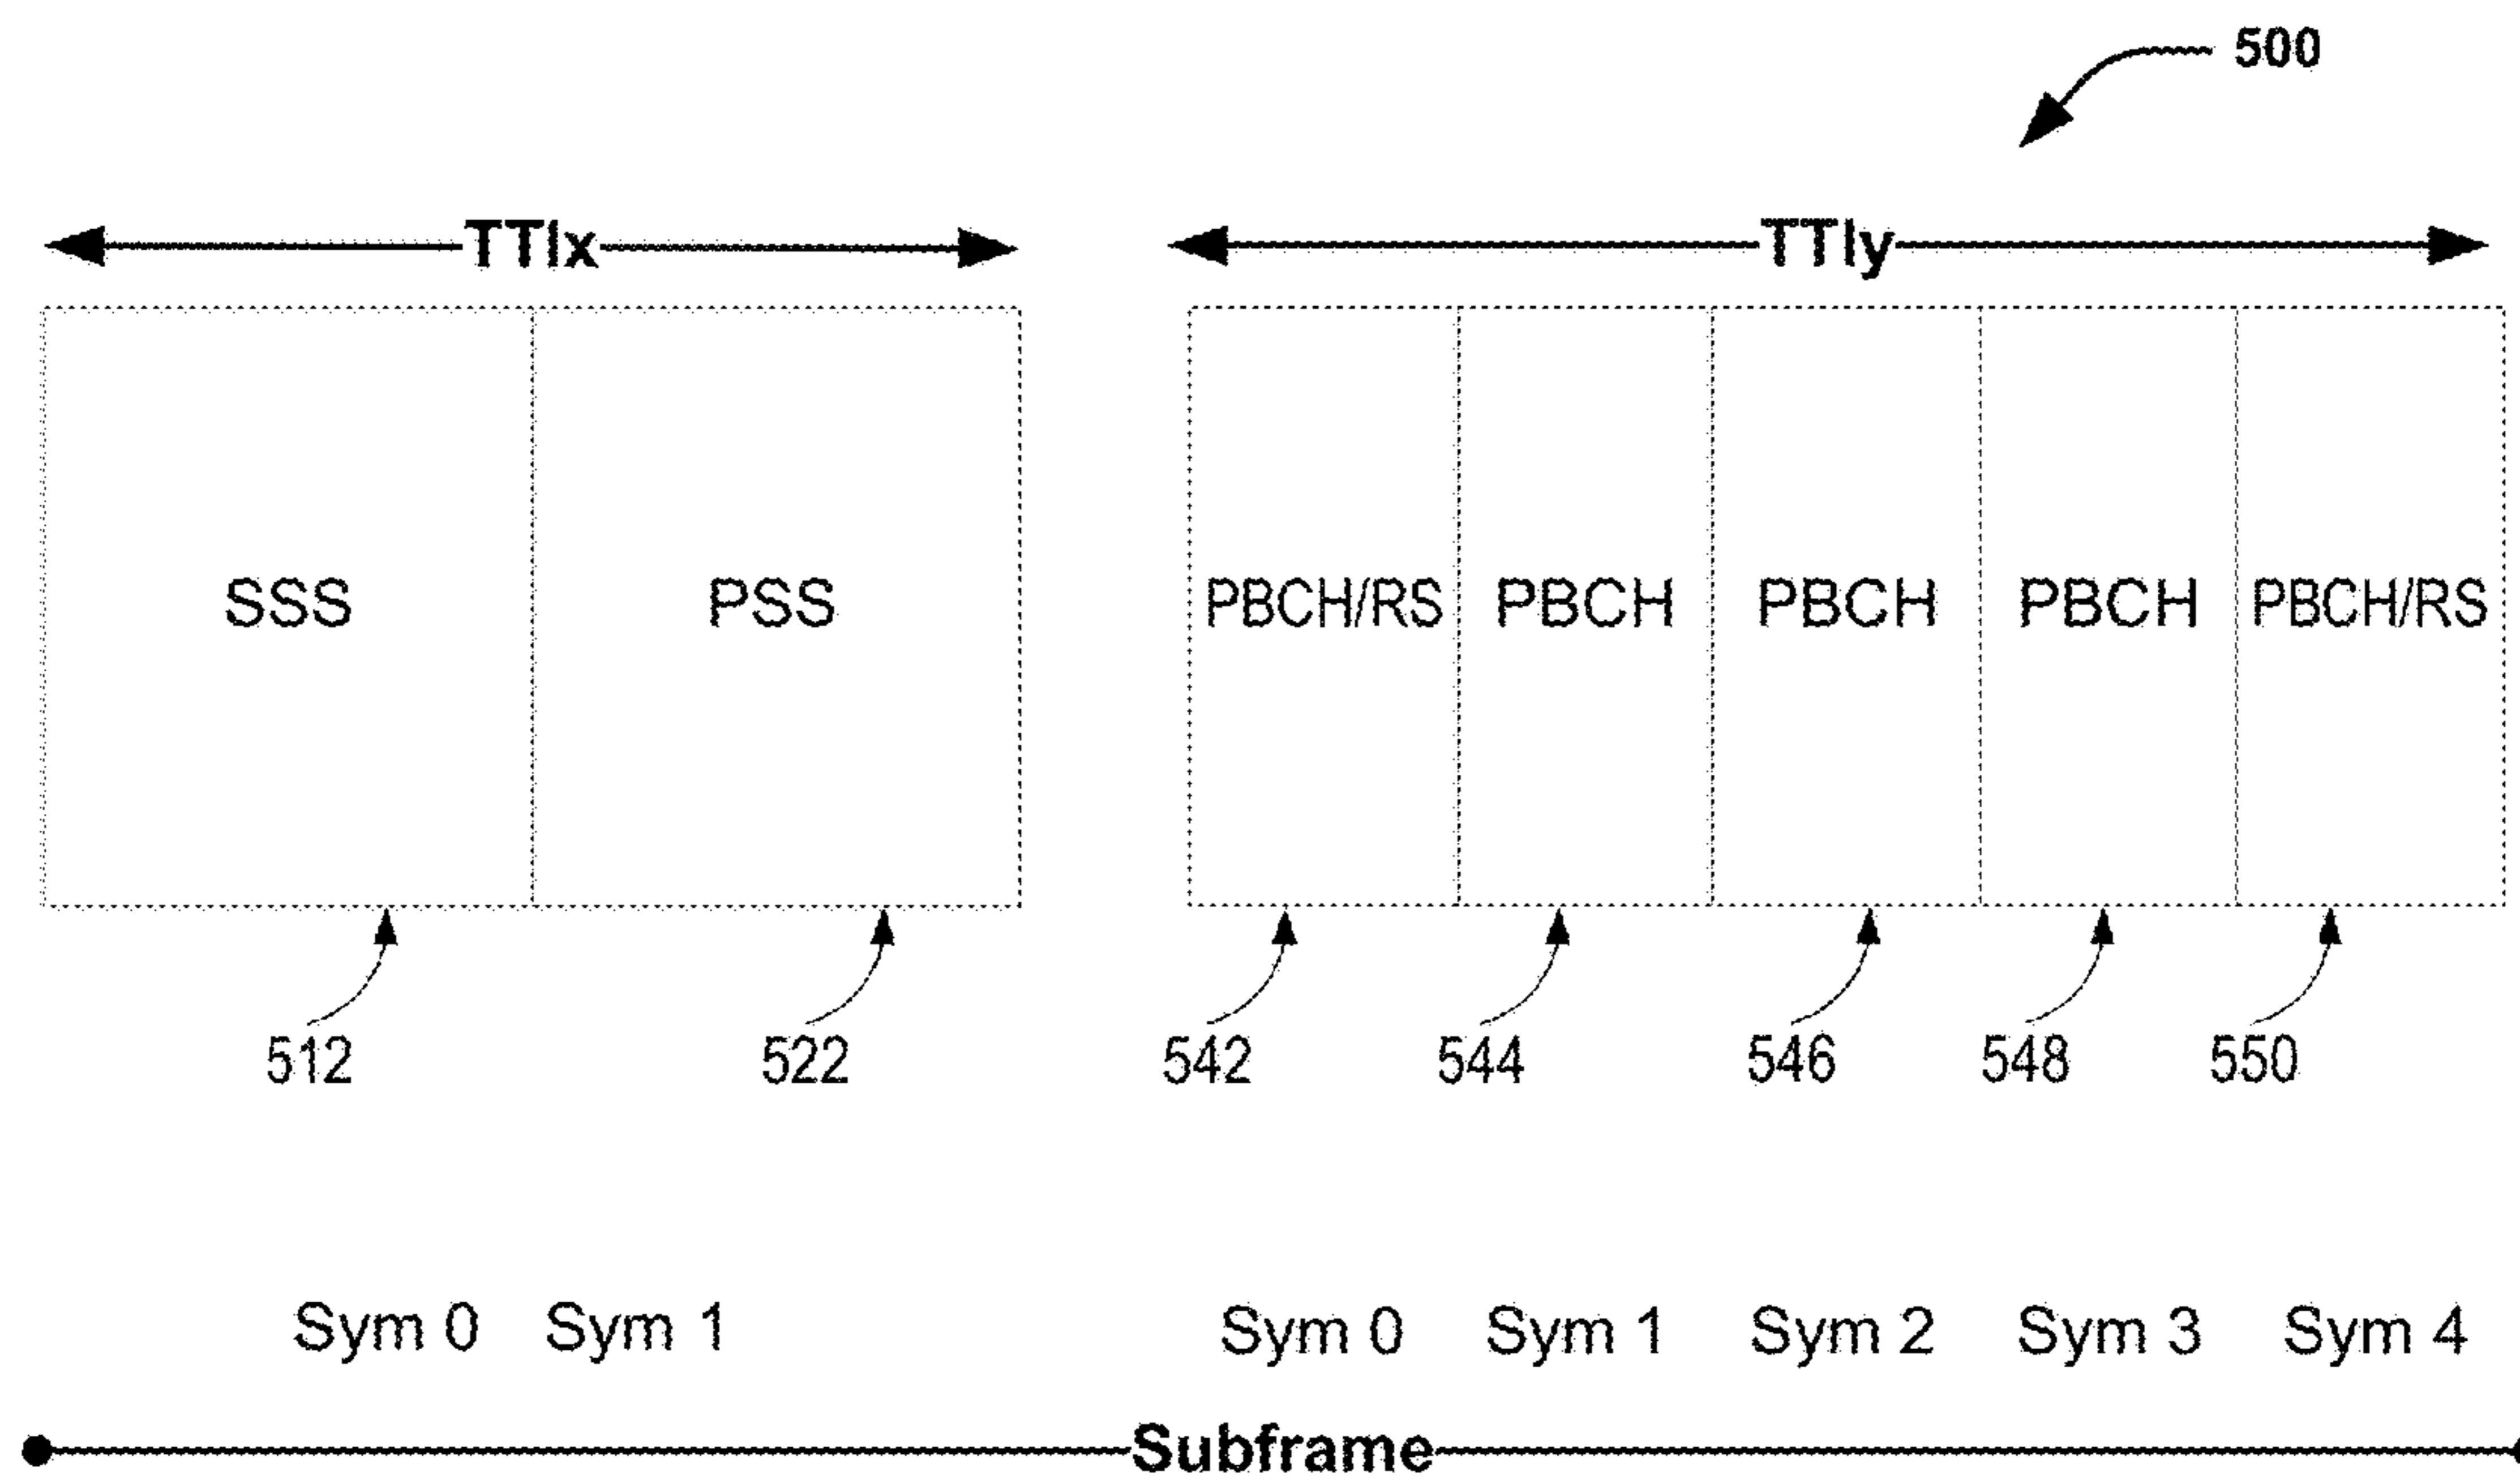 500
TTIx TTIy
SSS PSS PBCH/RS PBCH PBCH PBCH PBCH/RS
512 522 542 544 546 548 550
Sym 0 Sym 1 Sym 0 Sym 1 Sym 2 Sym 3 Sym 4
Subframe